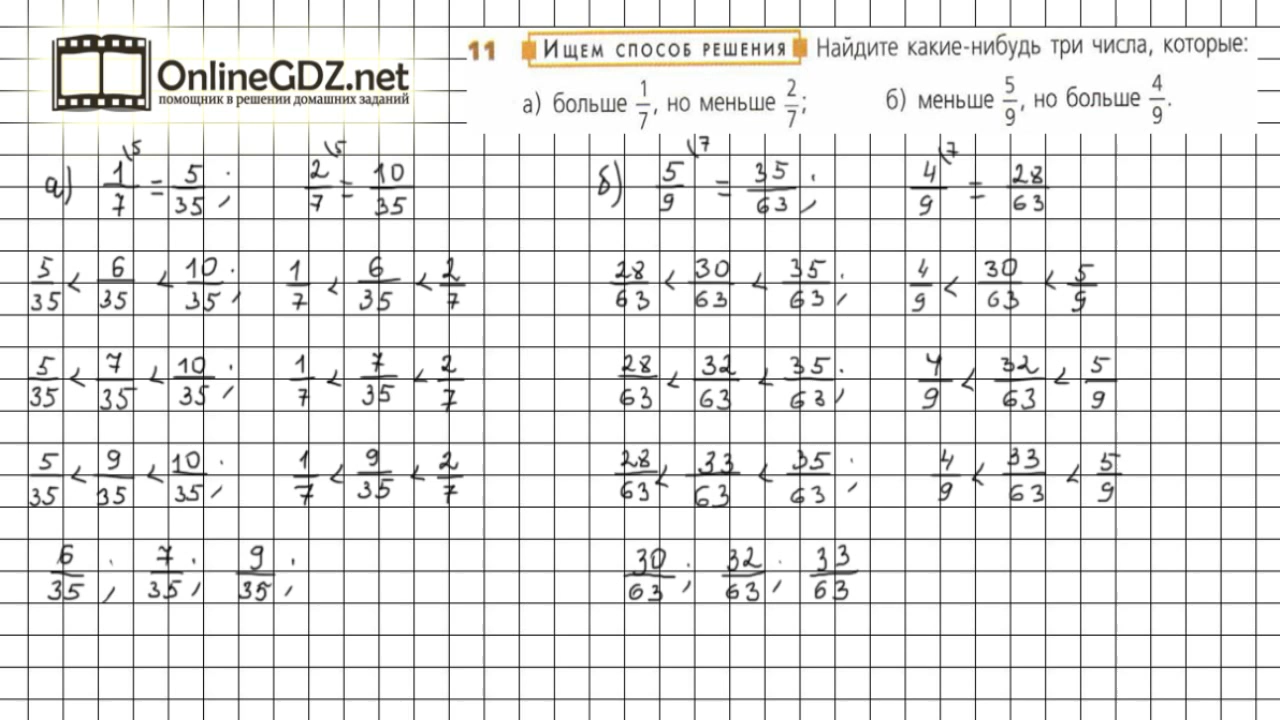 OnlineGDZ.net
помощник в решении домашних заданий
11 Ищем способ решения Найдите какие-нибудь три числа, которые:
а) больше 1/7, но меньше 2/7; б) меньше 5/9, но больше 4/9.
а) 1\5/7 = 5/35; 2\5/7 = 10/35
5/35 < 6/35 < 10/35; 1/7 < 6/35 < 2/7
5/35 < 7/35 < 10/35; 1/7 < 7/35 < 2/7
5/35 < 9/35 < 10/35; 1/7 < 9/35 < 2/7
6/35; 7/35; 9/35;
б) 5\7/9 = 35/63; 4\7/9 = 28/63
28/63 < 30/63 < 35/63; 4/9 < 30/63 < 5/9
28/63 < 32/63 < 35/63; 4/9 < 32/63 < 5/9
28/63 < 33/63 < 35/63; 4/9 < 33/63 < 5/9
30/63; 32/63; 33/63